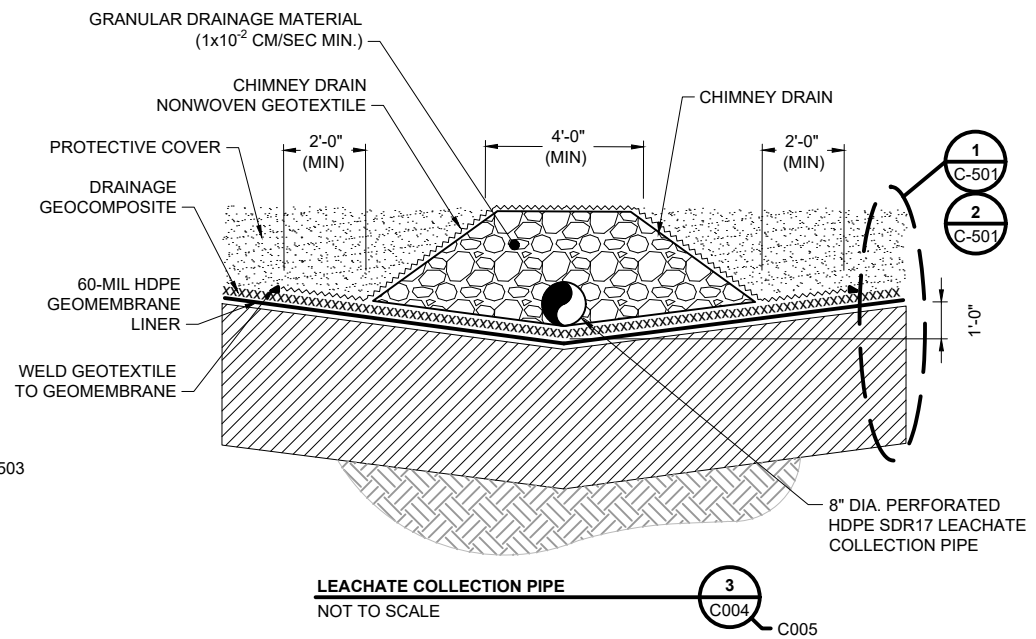 GRANULAR DRAINAGE MATERIAL
(1x10⁻² CM/SEC MIN.)
CHIMNEY DRAIN
NONWOVEN GEOTEXTILE
CHIMNEY DRAIN
PROTECTIVE COVER
2'-0"
(MIN)
4'-0"
(MIN)
2'-0"
(MIN)
1
C-501
2
C-501
DRAINAGE
GEOCOMPOSITE
60-MIL HDPE
GEOMEMBRANE
LINER
1'-0"
WELD GEOTEXTILE
TO GEOMEMBRANE
503
8" DIA. PERFORATED
HDPE SDR17 LEACHATE
COLLECTION PIPE
LEACHATE COLLECTION PIPE
NOT TO SCALE
3
C004
C005